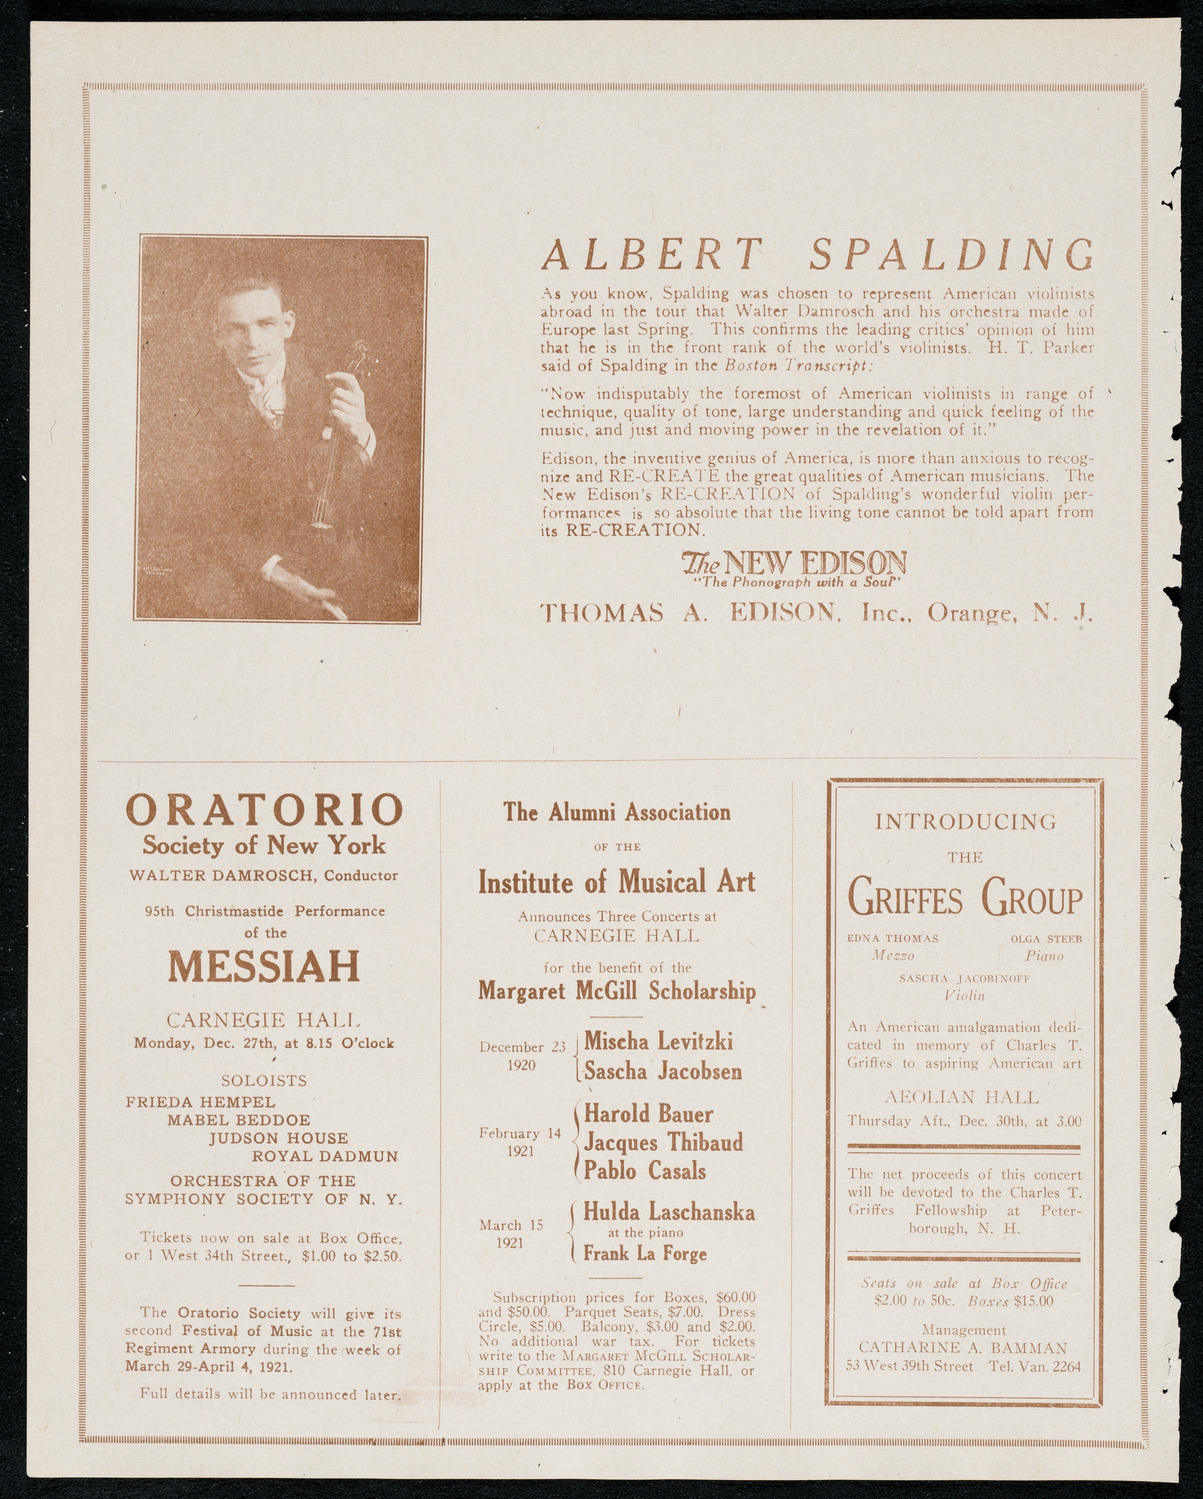 ALBERT SPALDING
As you know, Spalding was chosen to represent American violinists
abroad in the tour that Walter Damrosch and his orchestra made of
Europe last Spring. This confirms the leading critics' opinion of him
that he is in the front rank of the world's violinists. H. T. Parker
said of Spalding in the Boston Transcript:
"Now indisputably the foremost of American violinists in range of
technique, quality of tone, large understanding and quick feeling of the
music, and just and moving power in the revelation of it."
Edison, the inventive genius of America, is more than anxious to recog-
nize and RE-CREATE the great qualities of American musicians. The
New Edison's RE-CREATION of Spalding's wonderful violin per-
formances is so absolute that the living tone cannot be told apart from
its RE-CREATION.
The NEW EDISON
"The Phonograph with a Soul"
THOMAS A. EDISON, Inc., Orange, N. J.
ORATORIO
Society of New York
WALTER DAMROSCH, Conductor
95th Christmastide Performance
of the
MESSIAH
CARNEGIE HALL
Monday, Dec. 27th, at 8.15 O'clock
SOLOISTS
FRIEDA HEMPEL
MABEL BEDDOE
JUDSON HOUSE
ROYAL DADMUN
ORCHESTRA OF THE
SYMPHONY SOCIETY OF N. Y.
Tickets now on sale at Box Office,
or 1 West 34th Street., $1.00 to $2.50.
The Oratorio Society will give its
second Festival of Music at the 71st
Regiment Armory during the week of
March 29-April 4, 1921.
Full details will be announced later.
The Alumni Association
OF THE
Institute of Musical Art
Announces Three Concerts at
CARNEGIE HALL
for the benefit of the
Margaret McGill Scholarship
December 23
1920
Mischa Levitzki
Sascha Jacobsen
February 14
1921
Harold Bauer
Jacques Thibaud
Pablo Casals
March 15
1921
Hulda Laschanska
at the piano
Frank La Forge
Subscription prices for Boxes, $60.00
and $50.00. Parquet Seats, $7.00. Dress
Circle, $5.00. Balcony, $3.00 and $2.00.
No additional war tax. For tickets
write to the MARGARET MCGILL SCHOLAR-
SHIP COMMITTEE, 810 Carnegie Hall, or
apply at the BOX OFFICE.
INTRODUCING
THE
GRIFFES GROUP
EDNA THOMAS OLGA STEEB
Mezzo Piano
SASCHA JACOBINOFF
Violin
An American amalgamation dedi-
cated in memory of Charles T.
Griffes to aspiring American art
AEOLIAN HALL
Thursday Aft., Dec. 30th, at 3.00
The net proceeds of this concert
will be devoted to the Charles T.
Griffes Fellowship at Peter-
borough, N. H.
Seats on sale at Box Office
$2.00 to 50c. Boxes $15.00
Management
CATHARINE A. BAMMAN
53 West 39th Street Tel. Van. 2264